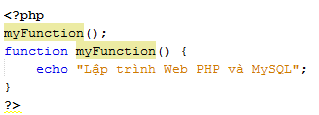 <?php
myFunction();
function myFunction() {
    echo "Lập trình Web PHP và MySQL";
}
?>